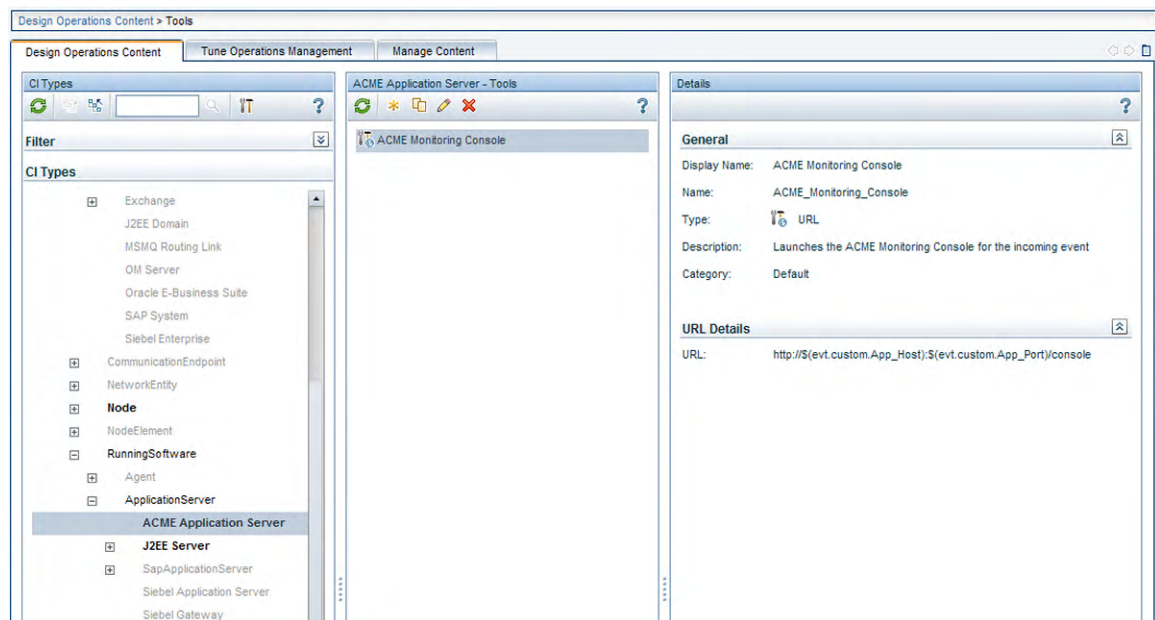 Design Operations Content > Tools
Design Operations Content
Tune Operations Management
Manage Content
CI Types
?
Filter
CI Types
Exchange
J2EE Domain
MSMQ Routing Link
OM Server
Oracle E-Business Suite
SAP System
Siebel Enterprise
CommunicationEndpoint
NetworkEntity
Node
NodeElement
RunningSoftware
Agent
ApplicationServer
ACME Application Server
J2EE Server
SapApplicationServer
Siebel Application Server
Siebel Gateway
ACME Application Server - Tools
?
ACME Monitoring Console
Details
?
General
Display Name: ACME Monitoring Console
Name: ACME_Monitoring_Console
Type: URL
Description: Launches the ACME Monitoring Console for the incoming event
Category: Default
URL Details
URL: http://$(evt.custom.App_Host):$(evt.custom.App_Port)/console